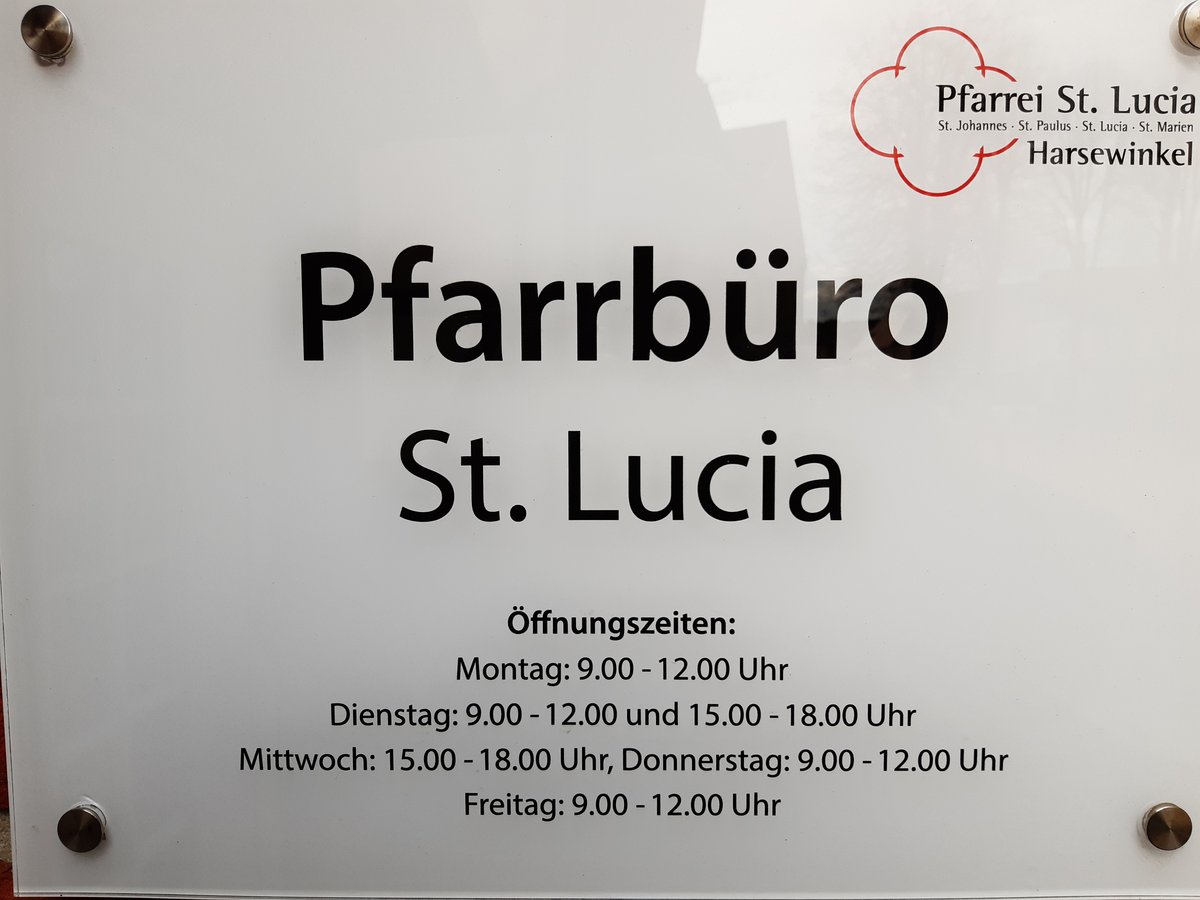 Pfarrei St. Lucia
St. Johannes · St. Paulus · St. Lucia · St. Marien
Harsewinkel
Pfarrbüro
St. Lucia
Öffnungszeiten:
Montag: 9.00 - 12.00 Uhr
Dienstag: 9.00 - 12.00 und 15.00 - 18.00 Uhr
Mittwoch: 15.00 - 18.00 Uhr, Donnerstag: 9.00 - 12.00 Uhr
Freitag: 9.00 - 12.00 Uhr